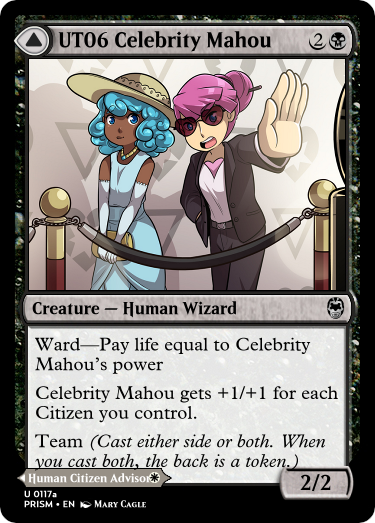 UT06 Celebrity Mahou 2
Creature — Human Wizard
Ward—Pay life equal to Celebrity
Mahou's power
Celebrity Mahou gets +1/+1 for each
Citizen you control.
Team (Cast either side or both. When
you cast both, the back is a token.)
Human Citizen Advisor
2/2
U 0117a
PRISM • EN Mary Cagle